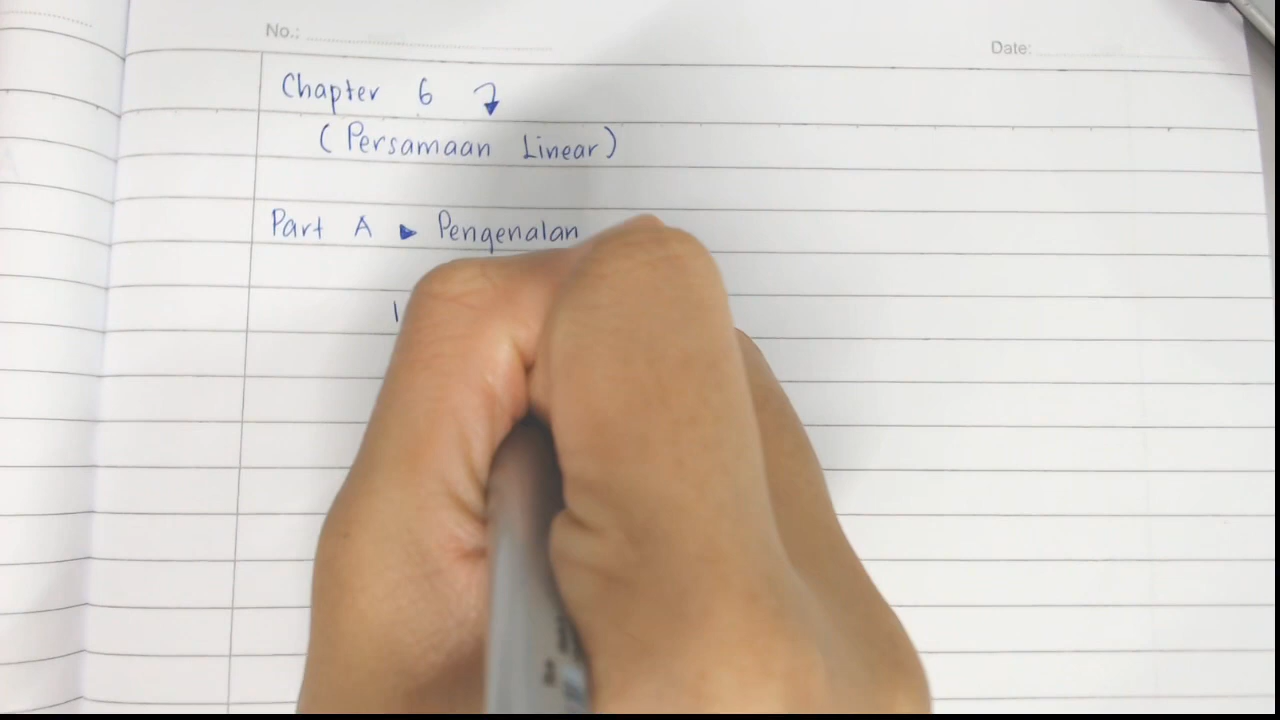 No.:
Date:
Chapter 6
(Persamaan Linear)
Part A ▸ Pengenalan